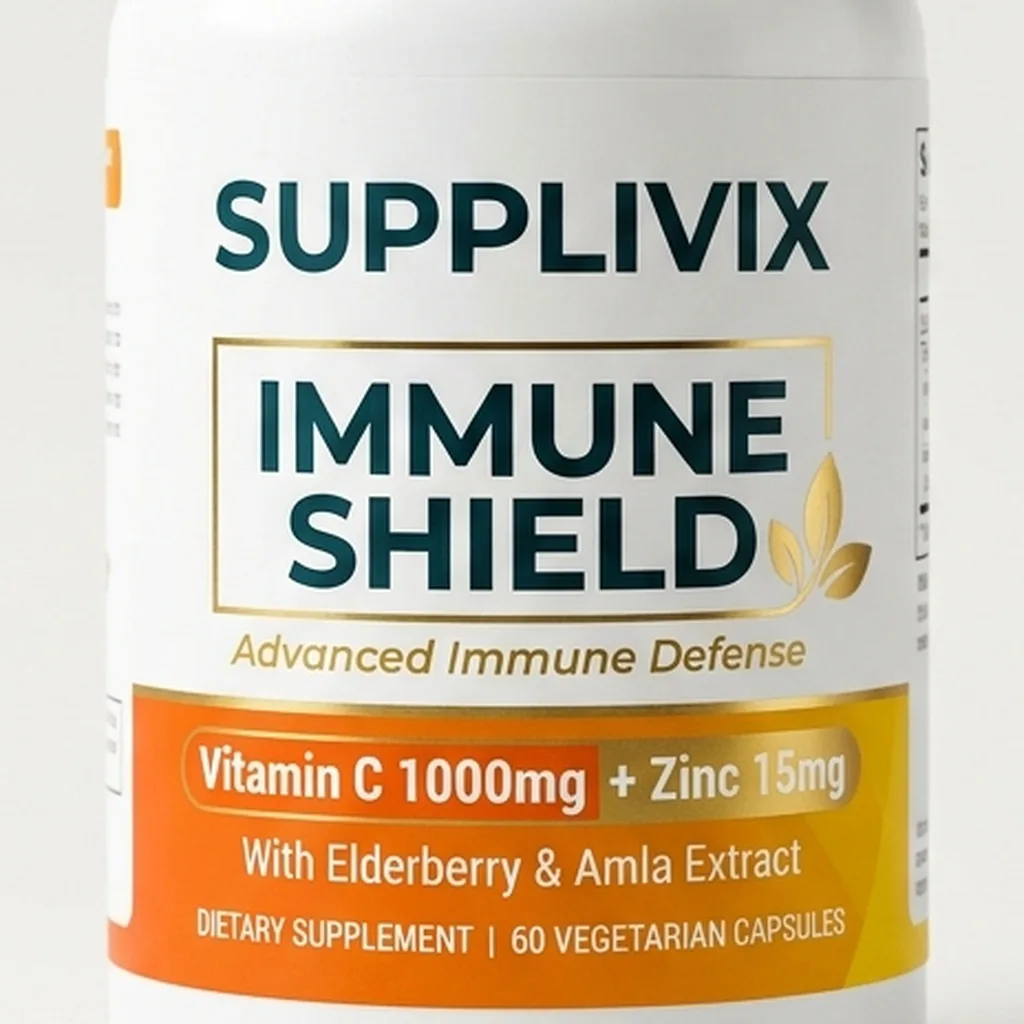 SUPPLIVIX
IMMUNE
SHIELD
Advanced Immune Defense
Vitamin C 1000mg + Zinc 15mg
With Elderberry & Amla Extract
DIETARY SUPPLEMENT | 60 VEGETARIAN CAPSULES